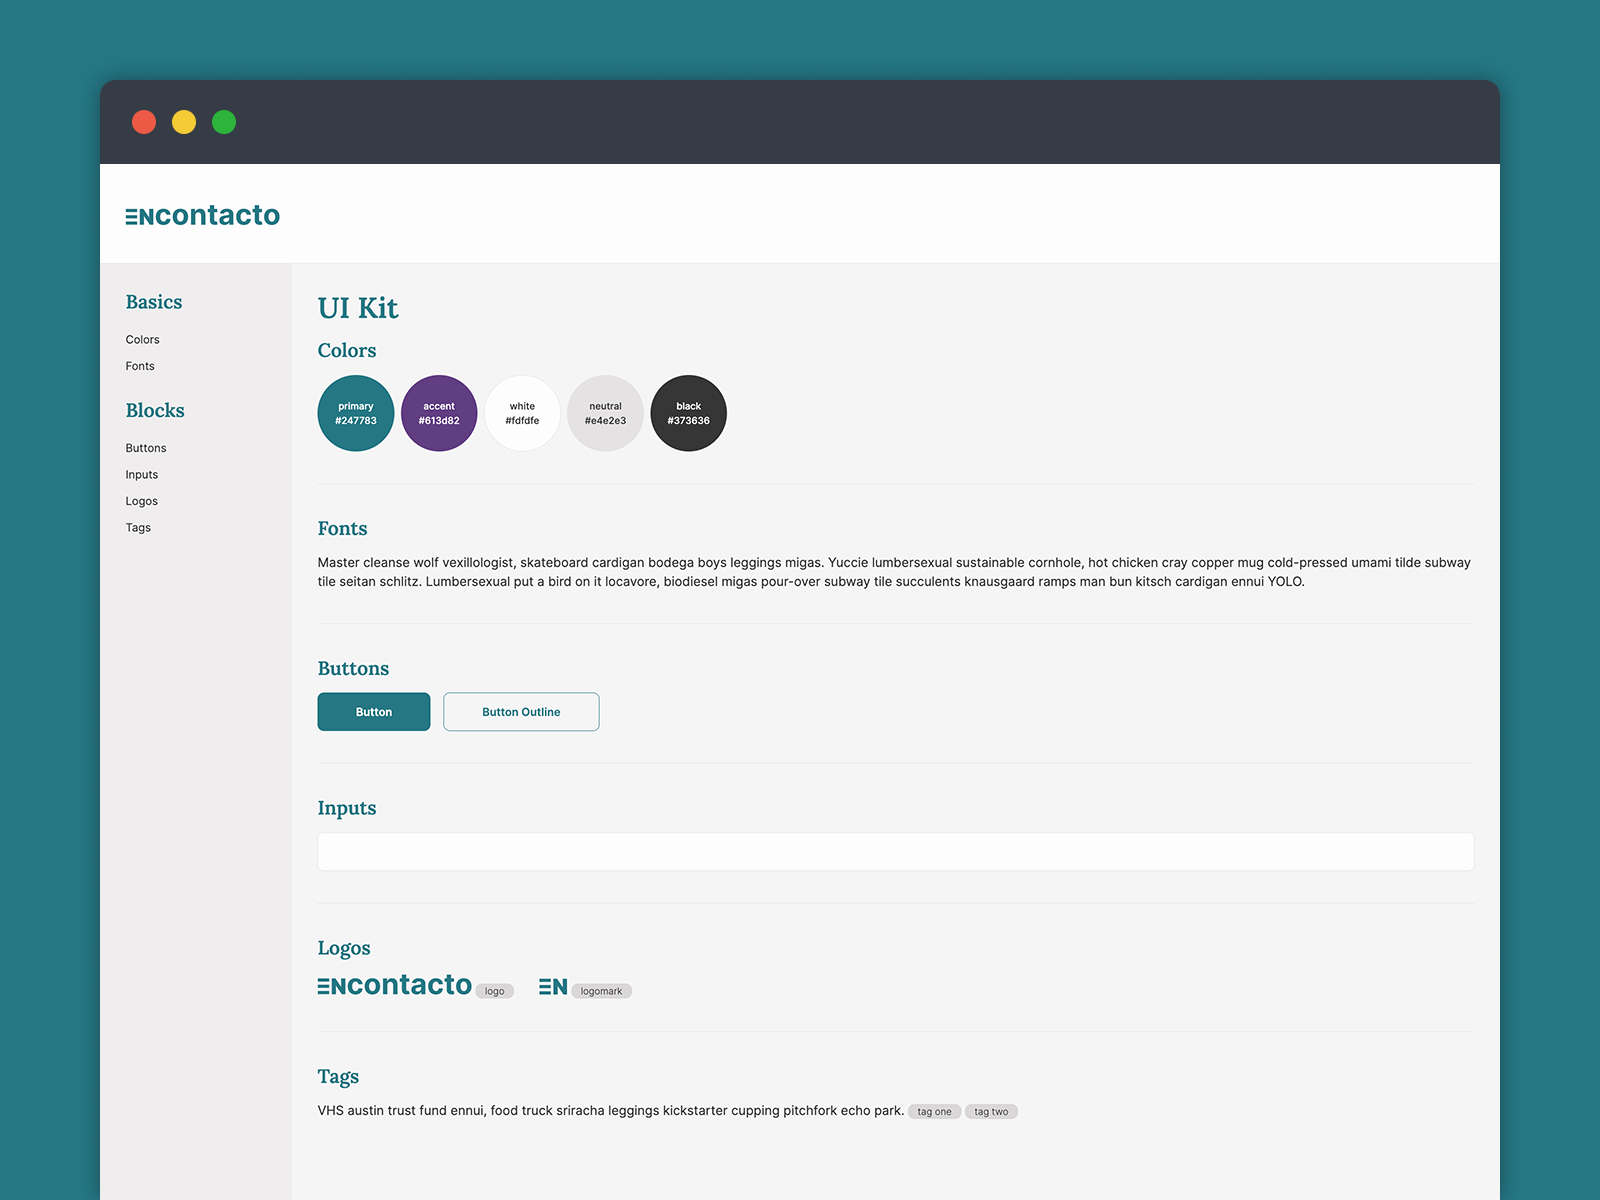 ENcontacto
Basics
Colors
Fonts
Blocks
Buttons
Inputs
Logos
Tags
UI Kit
Colors
primary
#247783
accent
#613d82
white
#fdfdfe
neutral
#e4e2e3
black
#373636
Fonts
Master cleanse wolf vexillologist, skateboard cardigan bodega boys leggings migas. Yuccie lumbersexual sustainable cornhole, hot chicken cray copper mug cold-pressed umami tilde subway
tile seitan schlitz. Lumbersexual put a bird on it locavore, biodiesel migas pour-over subway tile succulents knausgaard ramps man bun kitsch cardigan ennui YOLO.
Buttons
Button Button Outline
Inputs
Logos
ENcontacto logo EN logomark
Tags
VHS austin trust fund ennui, food truck sriracha leggings kickstarter cupping pitchfork echo park. tag one tag two